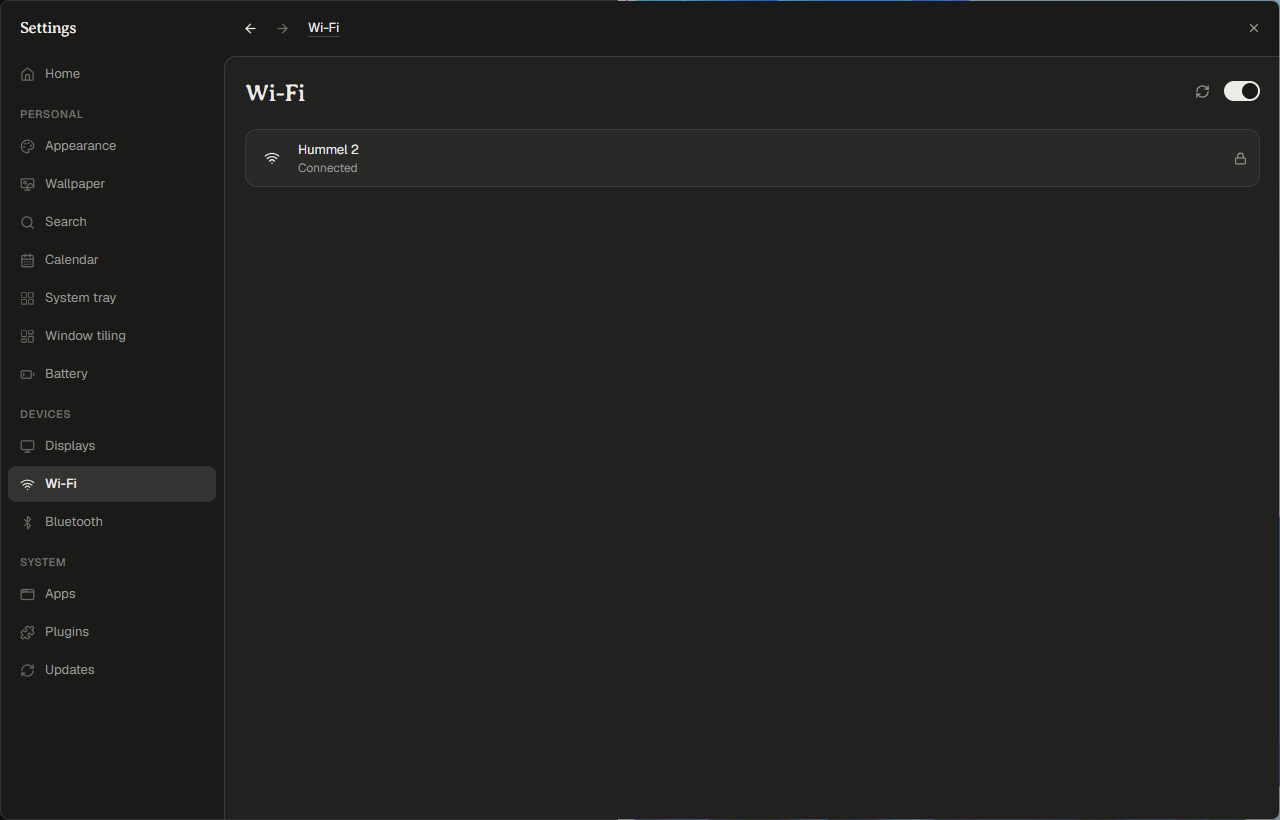 Settings
Wi-Fi
Home
PERSONAL
Appearance
Wallpaper
Search
Calendar
System tray
Window tiling
Battery
DEVICES
Displays
Wi-Fi
Bluetooth
SYSTEM
Apps
Plugins
Updates
Wi-Fi
Hummel 2
Connected